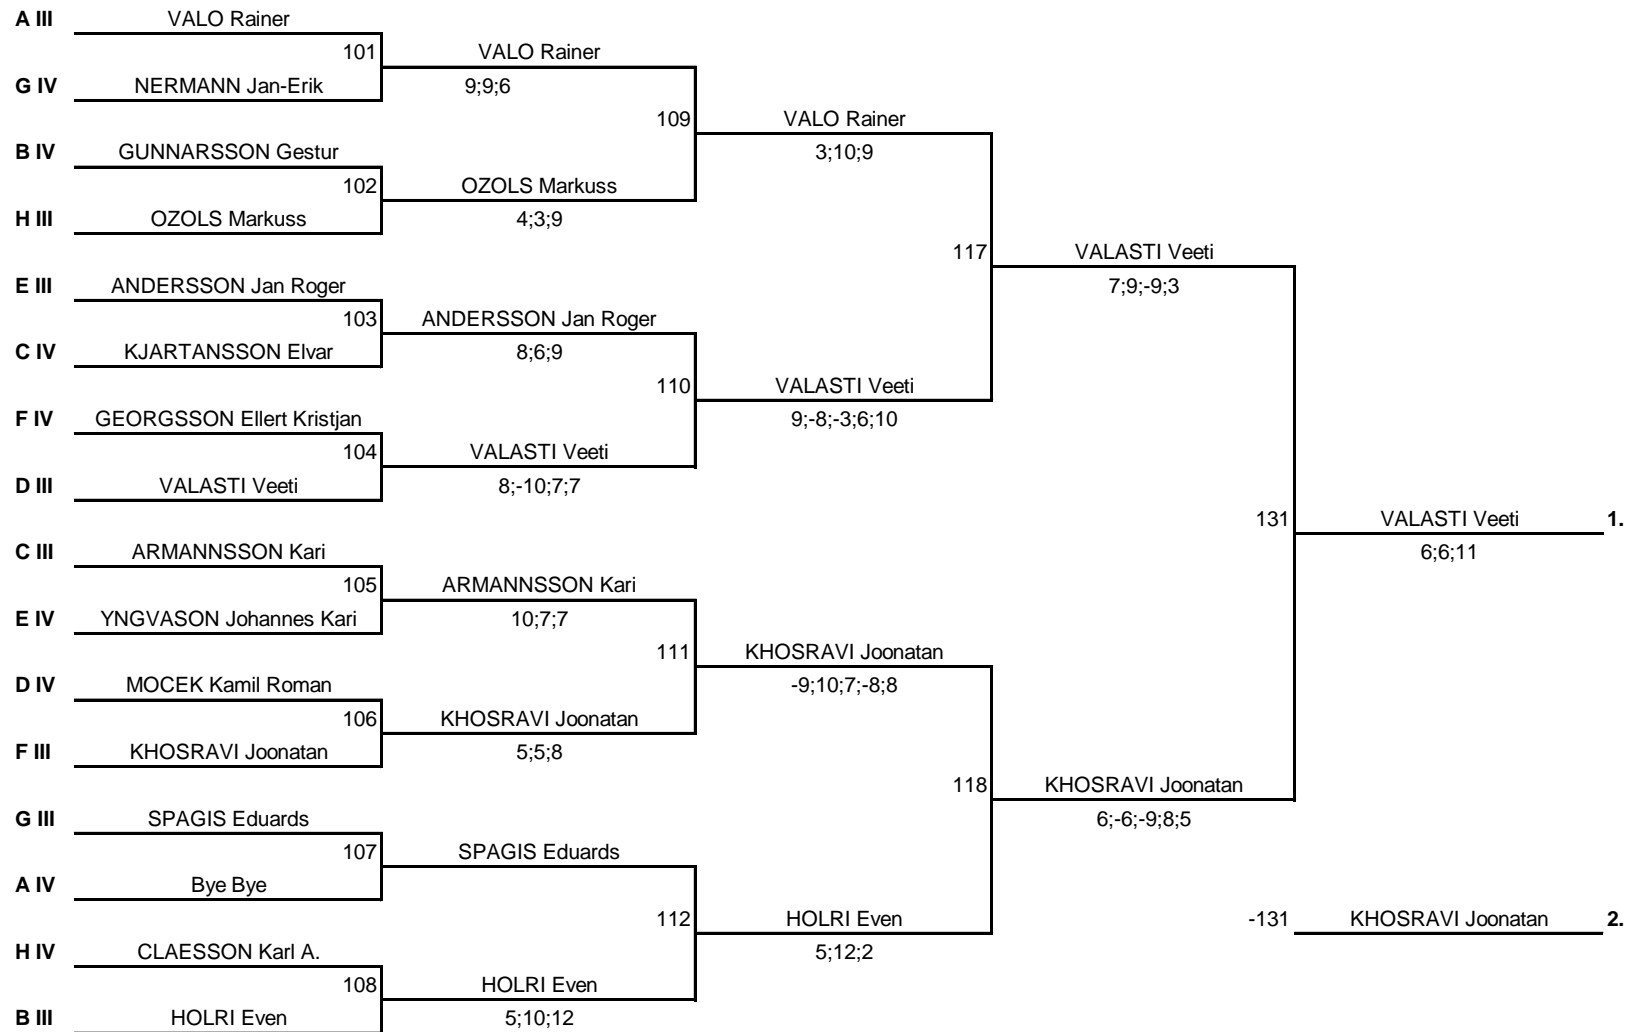 A III VALO Rainer
101 VALO Rainer
G IV NERMANN Jan-Erik 9;9;6
109 VALO Rainer
B IV GUNNARSSON Gestur 3;10;9
102 OZOLS Markuss
H III OZOLS Markuss 4;3;9
117 VALASTI Veeti
E III ANDERSSON Jan Roger 7;9;-9;3
103 ANDERSSON Jan Roger
C IV KJARTANSSON Elvar 8;6;9
110 VALASTI Veeti
F IV GEORGSSON Ellert Kristjan 9;-8;-3;6;10
104 VALASTI Veeti
D III VALASTI Veeti 8;-10;7;7
131 VALASTI Veeti 1.
C III ARMANNSSON Kari 6;6;11
105 ARMANNSSON Kari
E IV YNGVASON Johannes Kari 10;7;7
111 KHOSRAVI Joonatan
D IV MOCEK Kamil Roman -9;10;7;-8;8
106 KHOSRAVI Joonatan
F III KHOSRAVI Joonatan 5;5;8
118 KHOSRAVI Joonatan
G III SPAGIS Eduards 6;-6;-9;8;5
107 SPAGIS Eduards
A IV Bye Bye
112 HOLRI Even -131 KHOSRAVI Joonatan 2.
H IV CLAESSON Karl A. 5;12;2
108 HOLRI Even
B III HOLRI Even 5;10;12